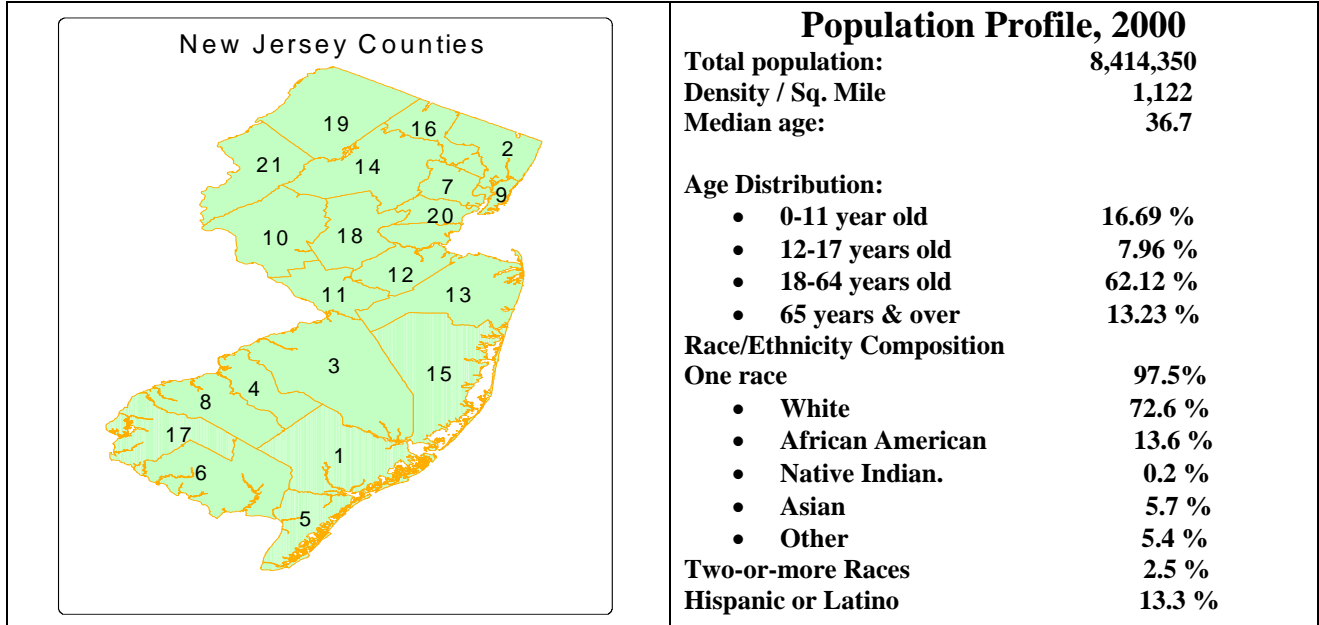 New Jersey Counties
19
16
2
21
14
7
9
20
10
18
12
11
13
3
15
4
8
17
1
6
5
Population Profile, 2000
Total population: 8,414,350
Density / Sq. Mile 1,122
Median age: 36.7
Age Distribution:
• 0-11 year old 16.69 %
• 12-17 years old 7.96 %
• 18-64 years old 62.12 %
• 65 years & over 13.23 %
Race/Ethnicity Composition
One race 97.5%
• White 72.6 %
• African American 13.6 %
• Native Indian. 0.2 %
• Asian 5.7 %
• Other 5.4 %
Two-or-more Races 2.5 %
Hispanic or Latino 13.3 %